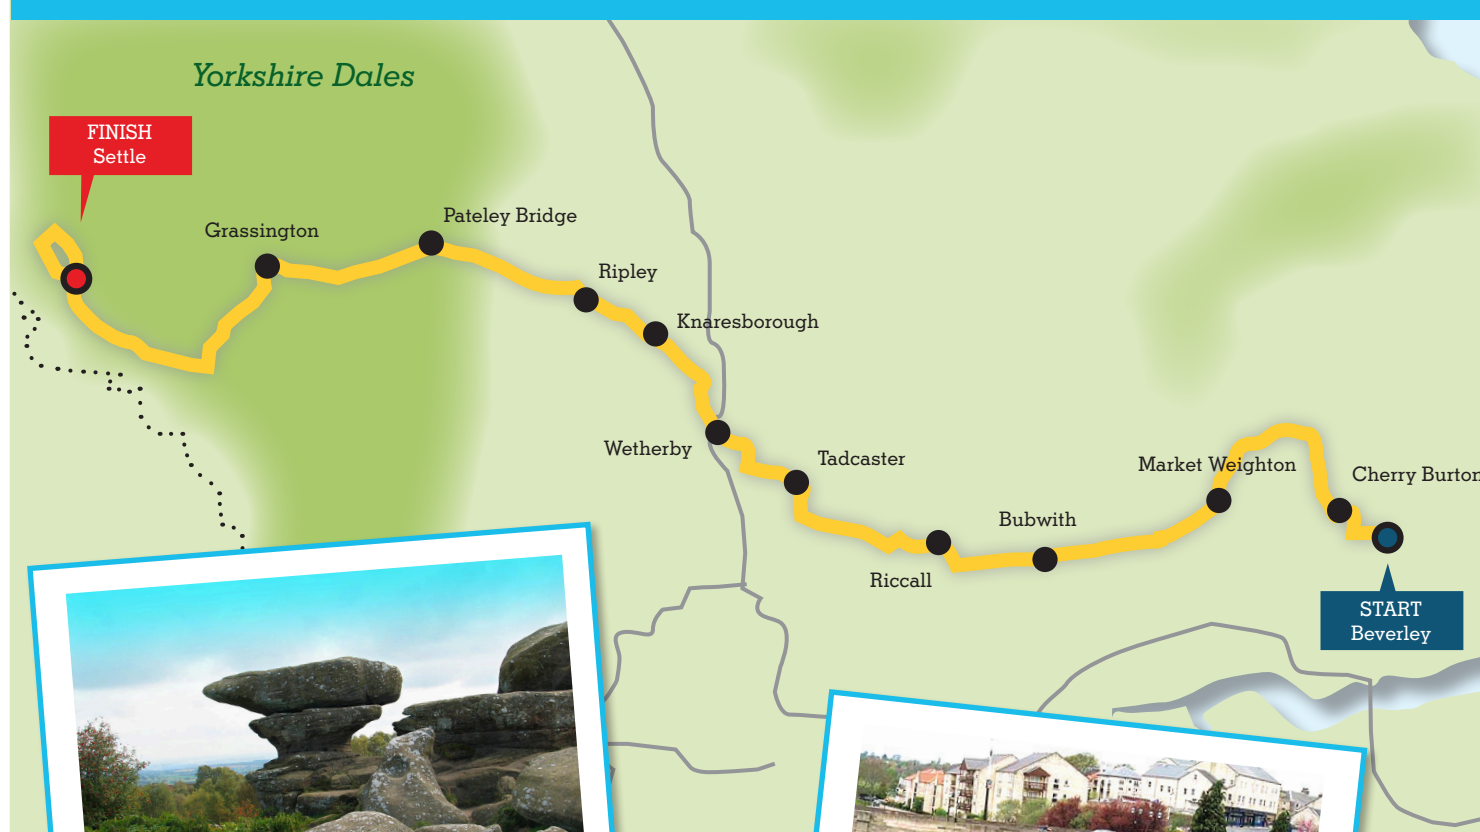 Yorkshire Dales
FINISH
Settle
Grassington
Pateley Bridge
Ripley
Knaresborough
Wetherby
Tadcaster
Riccall
Bubwith
Market Weighton
Cherry Burton
START
Beverley